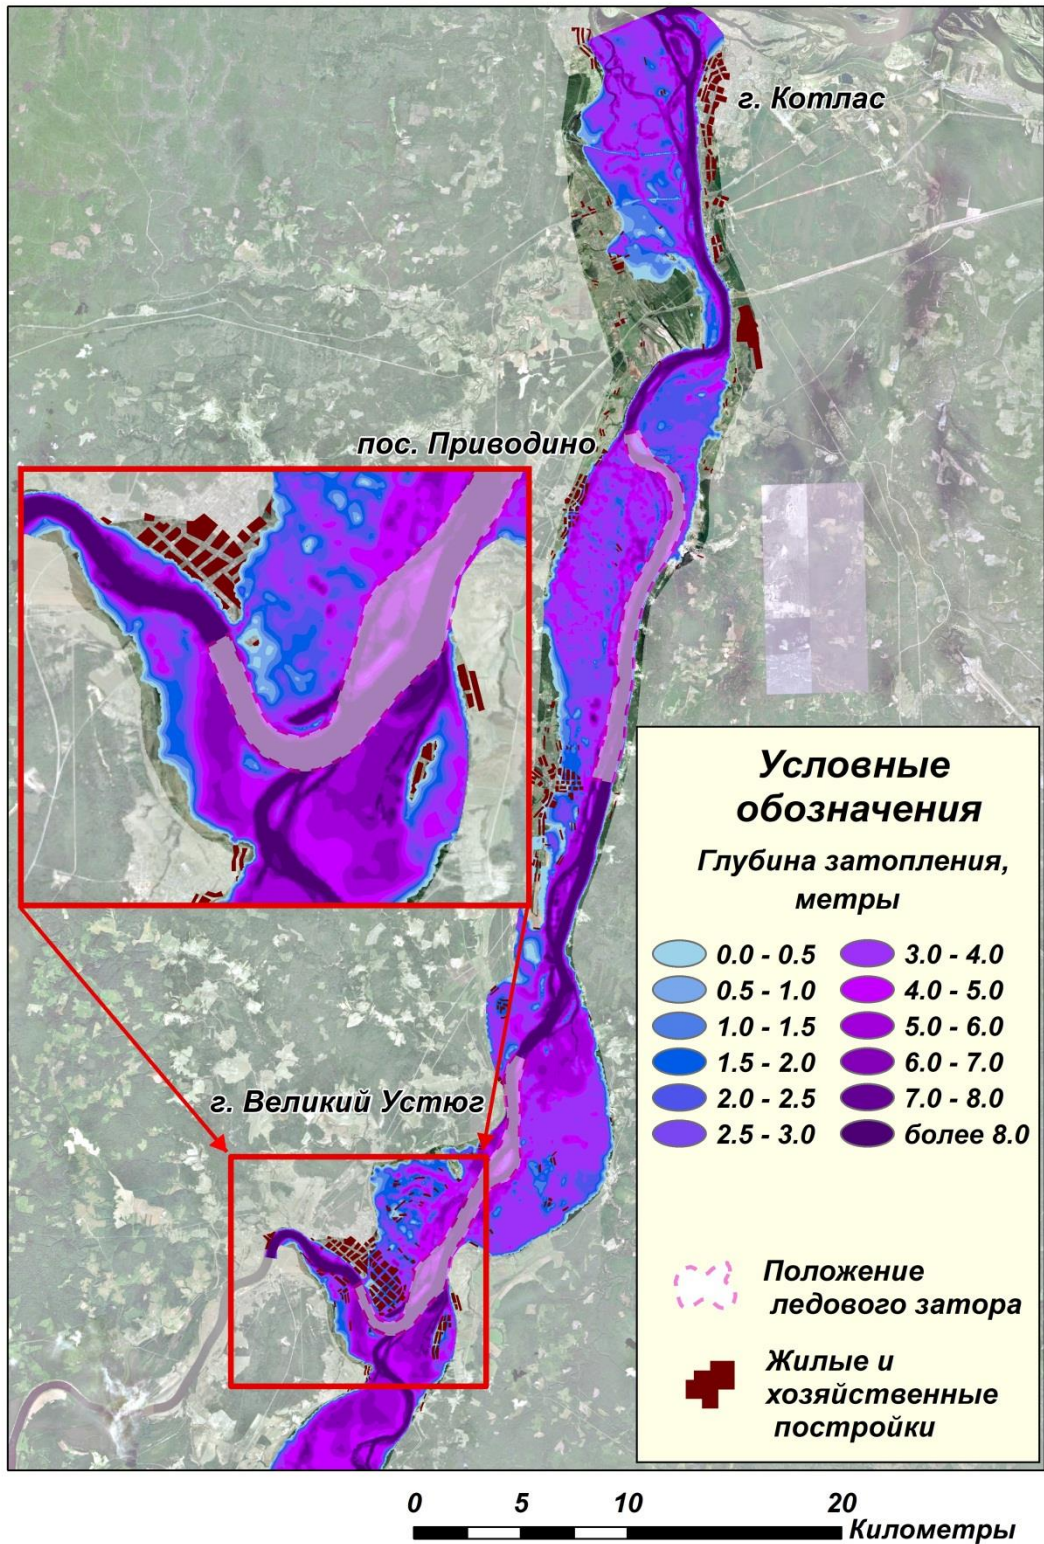 г. Котлас
пос. Приводино
г. Великий Устюг
Условные
обозначения
Глубина затопления,
метры
0.0 - 0.5
0.5 - 1.0
1.0 - 1.5
1.5 - 2.0
2.0 - 2.5
2.5 - 3.0
3.0 - 4.0
4.0 - 5.0
5.0 - 6.0
6.0 - 7.0
7.0 - 8.0
более 8.0
Положение
ледового затора
Жилые и
хозяйственные
постройки
0 5 10 20
Километры